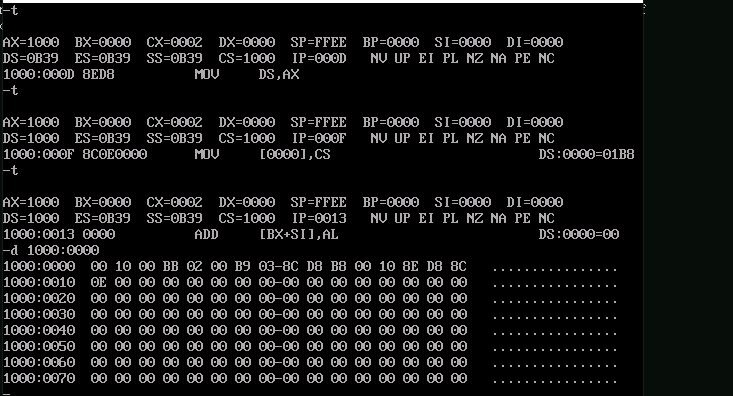 -t
AX=1000 BX=0000 CX=0002 DX=0000 SP=FFEE BP=0000 SI=0000 DI=0000
DS=0B39 ES=0B39 SS=0B39 CS=1000 IP=000D NV UP EI PL NZ NA PE NC
1000:000D 8ED8 MOV DS,AX
-t
AX=1000 BX=0000 CX=0002 DX=0000 SP=FFEE BP=0000 SI=0000 DI=0000
DS=1000 ES=0B39 SS=0B39 CS=1000 IP=000F NV UP EI PL NZ NA PE NC
1000:000F 8C0E0000 MOV [0000],CS DS:0000=01B8
-t
AX=1000 BX=0000 CX=0002 DX=0000 SP=FFEE BP=0000 SI=0000 DI=0000
DS=1000 ES=0B39 SS=0B39 CS=1000 IP=0013 NV UP EI PL NZ NA PE NC
1000:0013 0000 ADD [BX+SI],AL DS:0000=00
-d 1000:0000
1000:0000 00 10 00 BB 02 00 B9 03-8C D8 B8 00 10 8E D8 8C ................
1000:0010 0E 00 00 00 00 00 00 00-00 00 00 00 00 00 00 00 ................
1000:0020 00 00 00 00 00 00 00 00-00 00 00 00 00 00 00 00 ................
1000:0030 00 00 00 00 00 00 00 00-00 00 00 00 00 00 00 00 ................
1000:0040 00 00 00 00 00 00 00 00-00 00 00 00 00 00 00 00 ................
1000:0050 00 00 00 00 00 00 00 00-00 00 00 00 00 00 00 00 ................
1000:0060 00 00 00 00 00 00 00 00-00 00 00 00 00 00 00 00 ................
1000:0070 00 00 00 00 00 00 00 00-00 00 00 00 00 00 00 00 ................
-